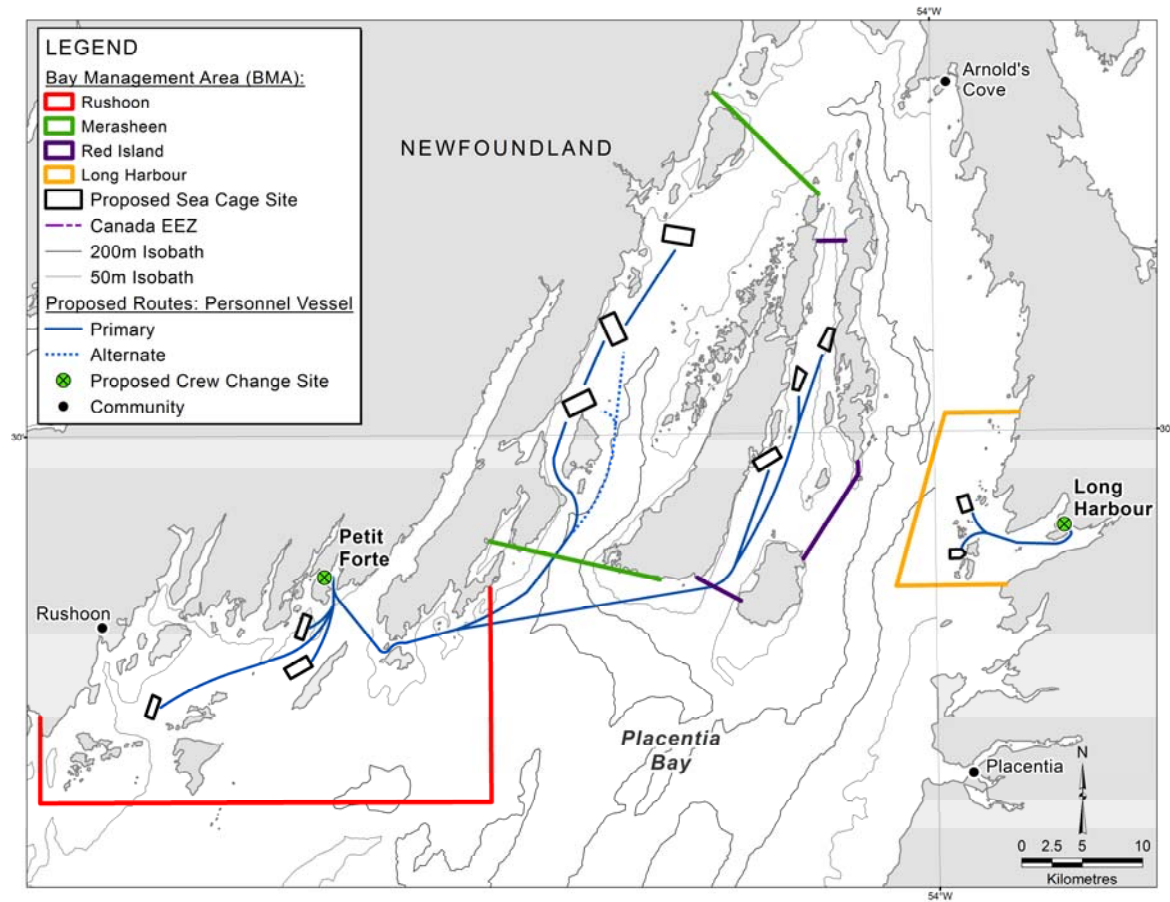 54°W
LEGEND
Bay Management Area (BMA):
Rushoon
Merasheen
Red Island
Long Harbour
Proposed Sea Cage Site
Canada EEZ
200m Isobath
50m Isobath
Proposed Routes: Personnel Vessel
Primary
Alternate
Proposed Crew Change Site
Community
Arnold's
Cove
NEWFOUNDLAND
30'
30'
Long
Harbour
Petit
Forte
Rushoon
Placentia
Bay
Placentia
N
0 2.5 5 10
Kilometres
54°W